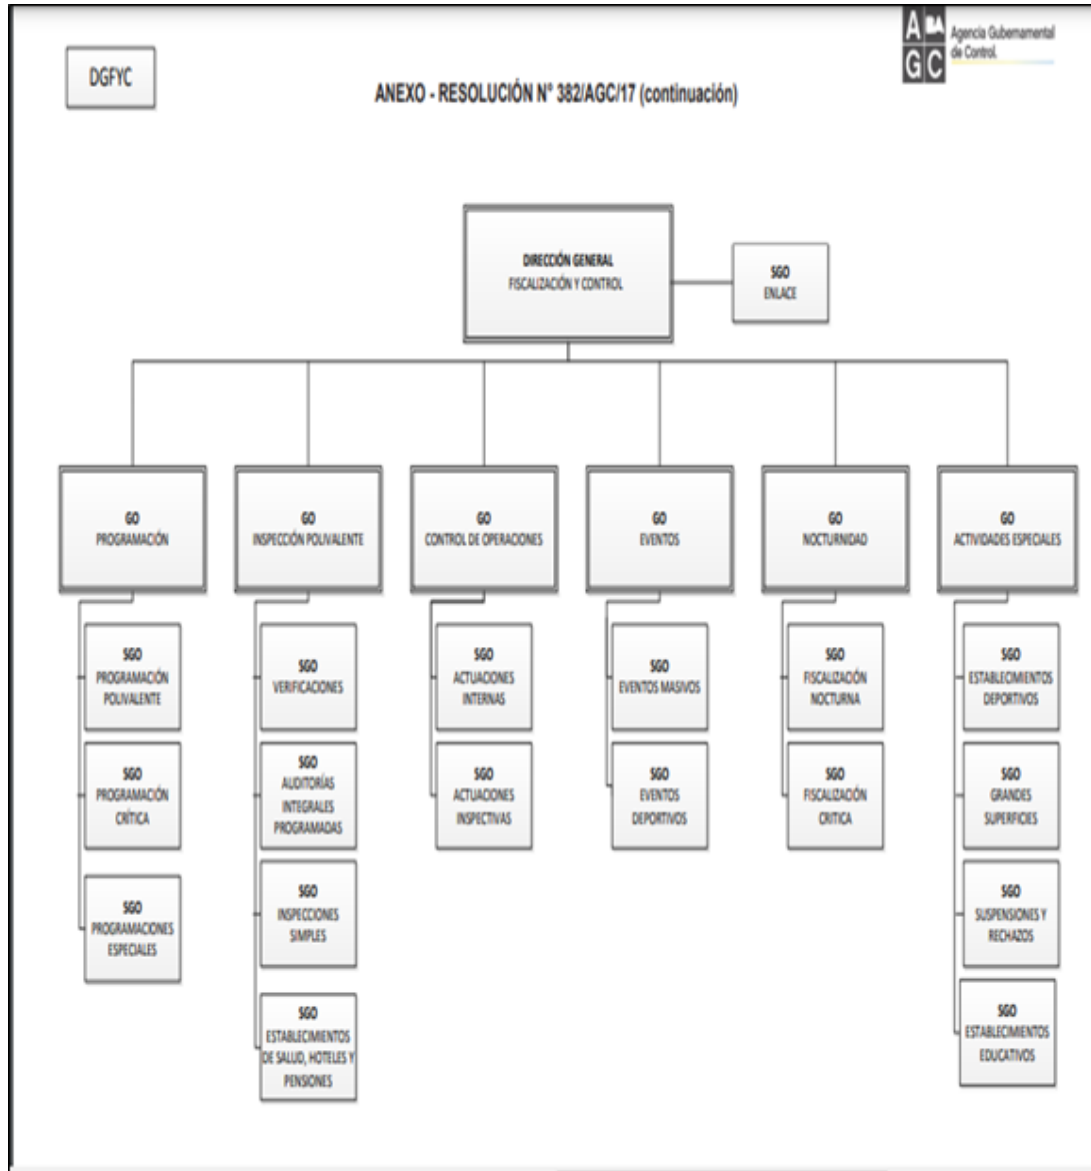 DGFYC
A BA
G C
Agencia Gubernamental
de Control
ANEXO - RESOLUCIÓN N° 382/AGC/17 (continuación)
DIRECCIÓN GENERAL
FISCALIZACIÓN Y CONTROL
SGO
ENLACE
GO
PROGRAMACIÓN
GO
INSPECCIÓN POLIVALENTE
GO
CONTROL DE OPERACIONES
GO
EVENTOS
GO
NOCTURNIDAD
GO
ACTIVIDADES ESPECIALES
SGO
PROGRAMACIÓN
POLIVALENTE
SGO
PROGRAMACIÓN
CRÍTICA
SGO
PROGRAMACIONES
ESPECIALES
SGO
VERIFICACIONES
SGO
AUDITORÍAS
INTEGRALES
PROGRAMADAS
SGO
INSPECCIONES
SIMPLES
SGO
ESTABLECIMIENTOS
DE SALUD, HOTELES Y
PENSIONES
SGO
ACTUACIONES
INTERNAS
SGO
ACTUACIONES
INSPECTIVAS
SGO
EVENTOS MASIVOS
SGO
EVENTOS
DEPORTIVOS
SGO
FISCALIZACIÓN
NOCTURNA
SGO
FISCALIZACIÓN
CRITICA
SGO
ESTABLECIMIENTOS
DEPORTIVOS
SGO
GRANDES
SUPERFICIES
SGO
SUSPENSIONES Y
RECHAZOS
SGO
ESTABLECIMIENTOS
EDUCATIVOS